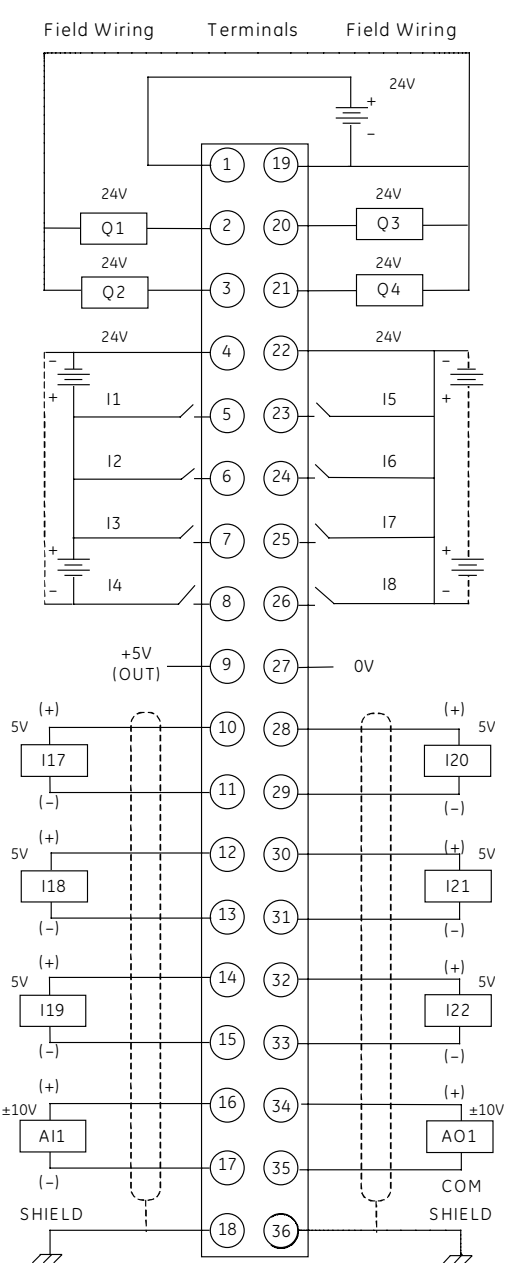 Field Wiring Terminals Field Wiring
24V
+
−
1 19
24V 24V
Q1 2 20 Q3
24V 24V
Q2 3 21 Q4
24V 4 22 24V
− −
+ +
I1 5 23 I5
I2 6 24 I6
I3 7 25 I7
+ +
− −
I4 8 26 I8
+5V
(OUT) 9 27 0V
(+) (+)
5V 10 28 5V
I17 I20
(−) 11 29 (−)
(+) (+)
5V 12 30 5V
I18 I21
(−) 13 31 (−)
(+) (+)
5V 14 32 5V
I19 I22
(−) 15 33 (−)
(+) (+)
±10V 16 34 ±10V
AI1 AO1
(−) 17 35 COM
SHIELD SHIELD
18 36